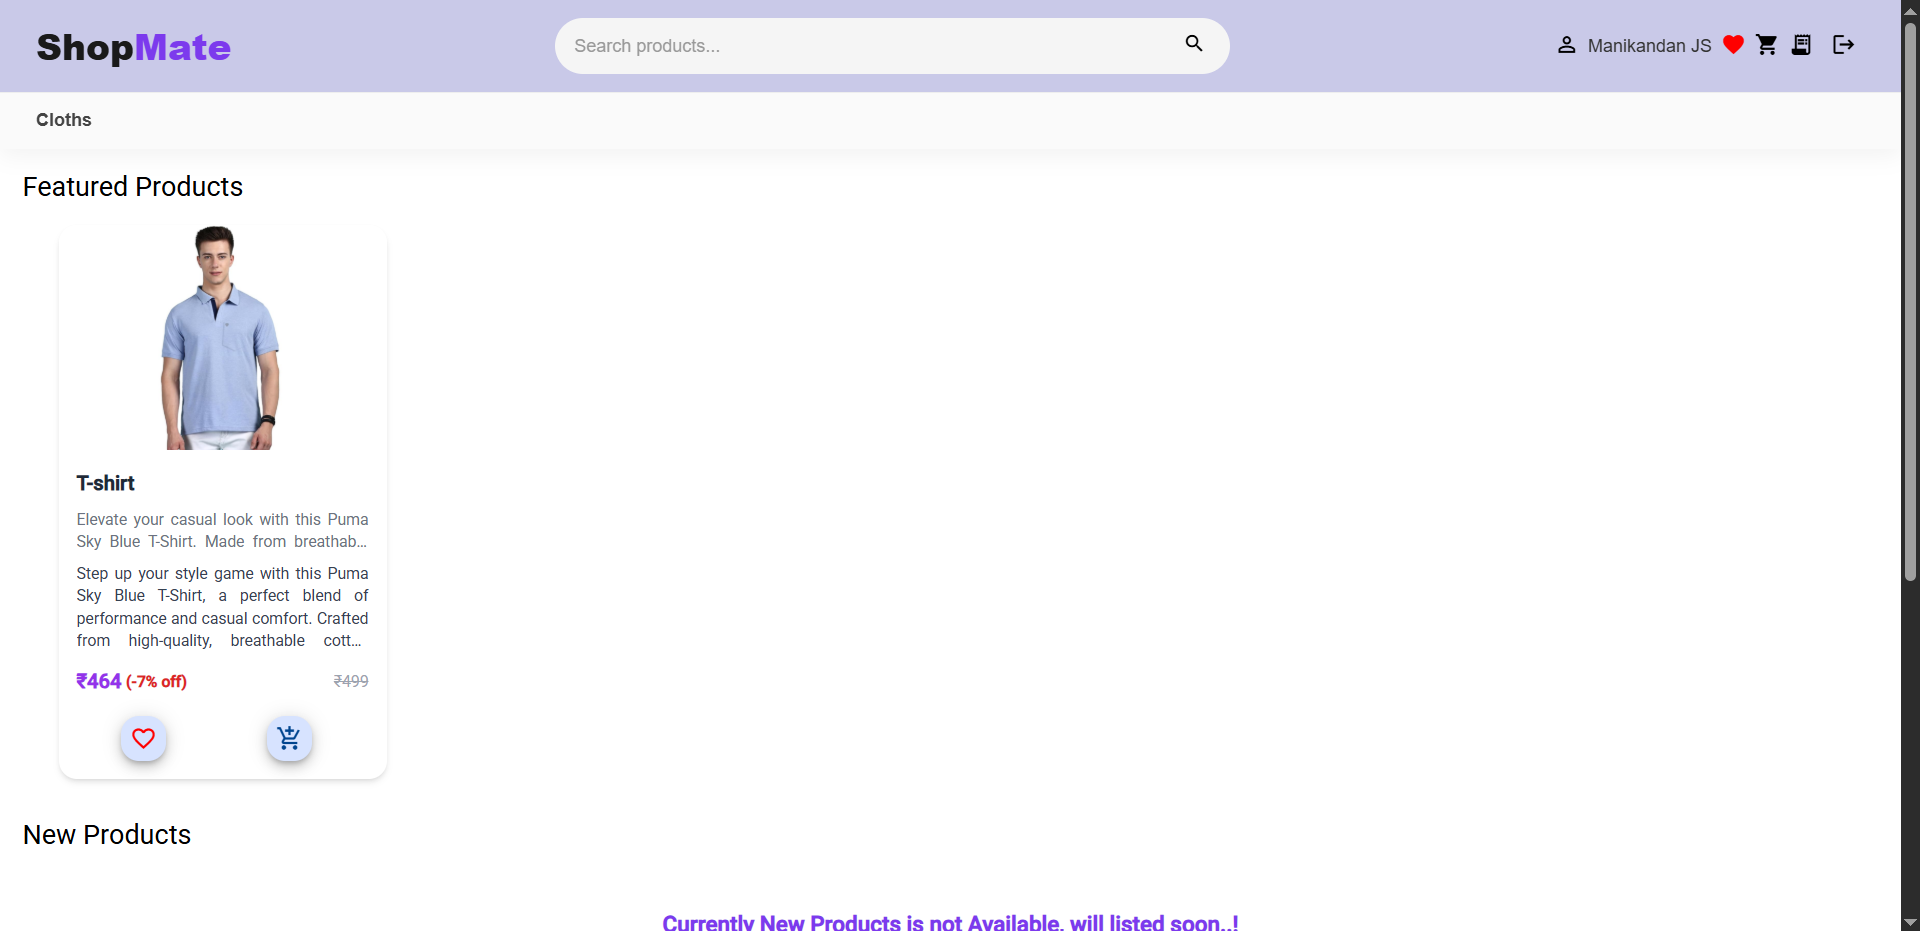 ShopMate
Search products...
Manikandan JS
Cloths
Featured Products
T-shirt
Elevate your casual look with this Puma
Sky Blue T-Shirt. Made from breathab...
Step up your style game with this Puma
Sky Blue T-Shirt, a perfect blend of
performance and casual comfort. Crafted
from high-quality, breathable cott...
₹464 (-7% off) ₹499
New Products
Currently New Products is not Available, will listed soon..!